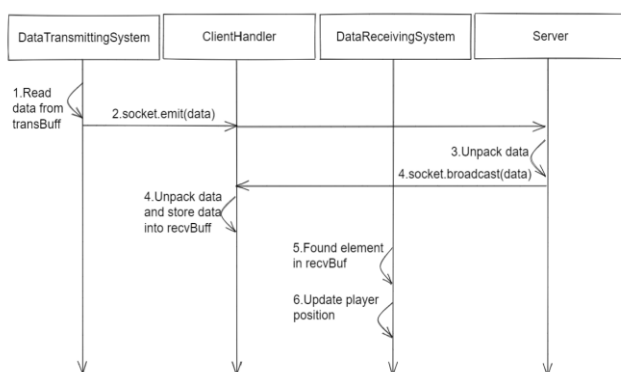 DataTransmittingSystem
ClientHandler
DataReceivingSystem
Server
1.Read
data from
transBuff
2.socket.emit(data)
3.Unpack data
4.socket.broadcast(data)
4.Unpack data
and store data
into recvBuff
5.Found element
in recvBuf
6.Update player
position